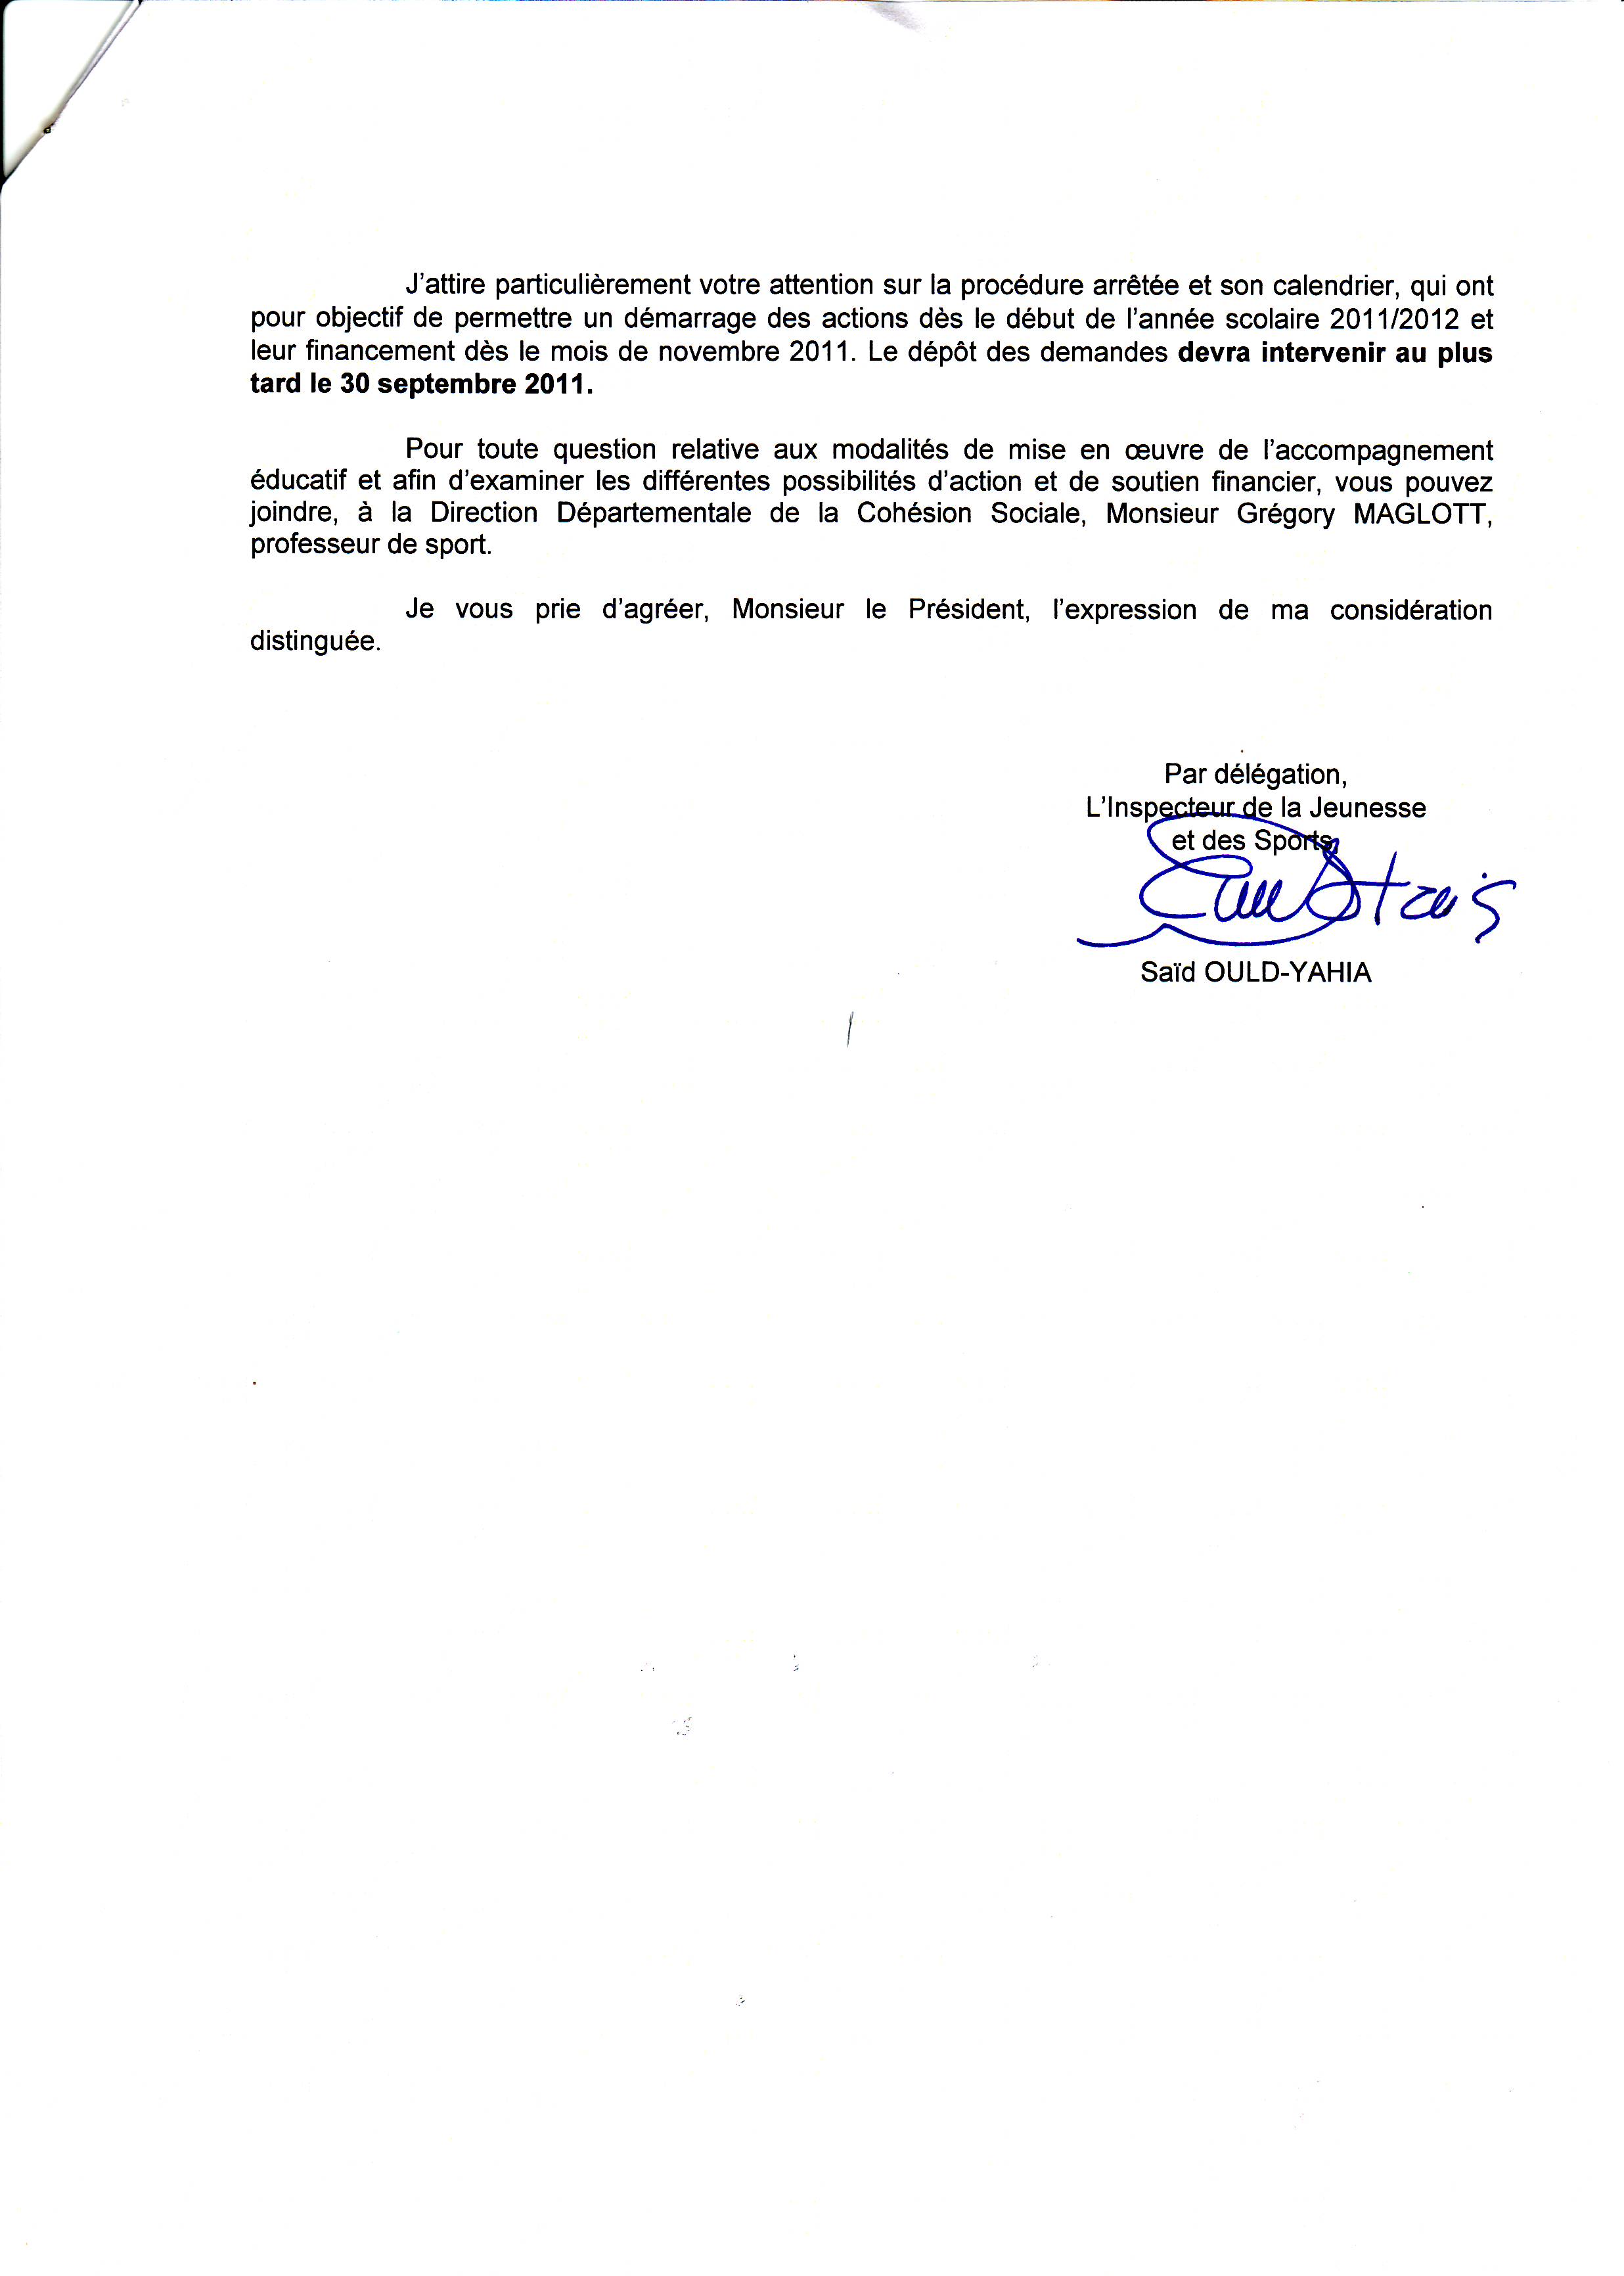 J’attire particulièrement votre attention sur la procédure arrêtée et son calendrier, qui ont
pour objectif de permettre un démarrage des actions dès le début de l’année scolaire 2011/2012 et
leur financement dès le mois de novembre 2011. Le dépôt des demandes devra intervenir au plus
tard le 30 septembre 2011.
Pour toute question relative aux modalités de mise en œuvre de l’accompagnement
éducatif et afin d’examiner les différentes possibilités d’action et de soutien financier, vous pouvez
joindre, à la Direction Départementale de la Cohésion Sociale, Monsieur Grégory MAGLOTT,
professeur de sport.
Je vous prie d’agréer, Monsieur le Président, l’expression de ma considération
distinguée.
Par délégation,
L’Inspecteur de la Jeunesse
et des Sports,
Saïd OULD-YAHIA